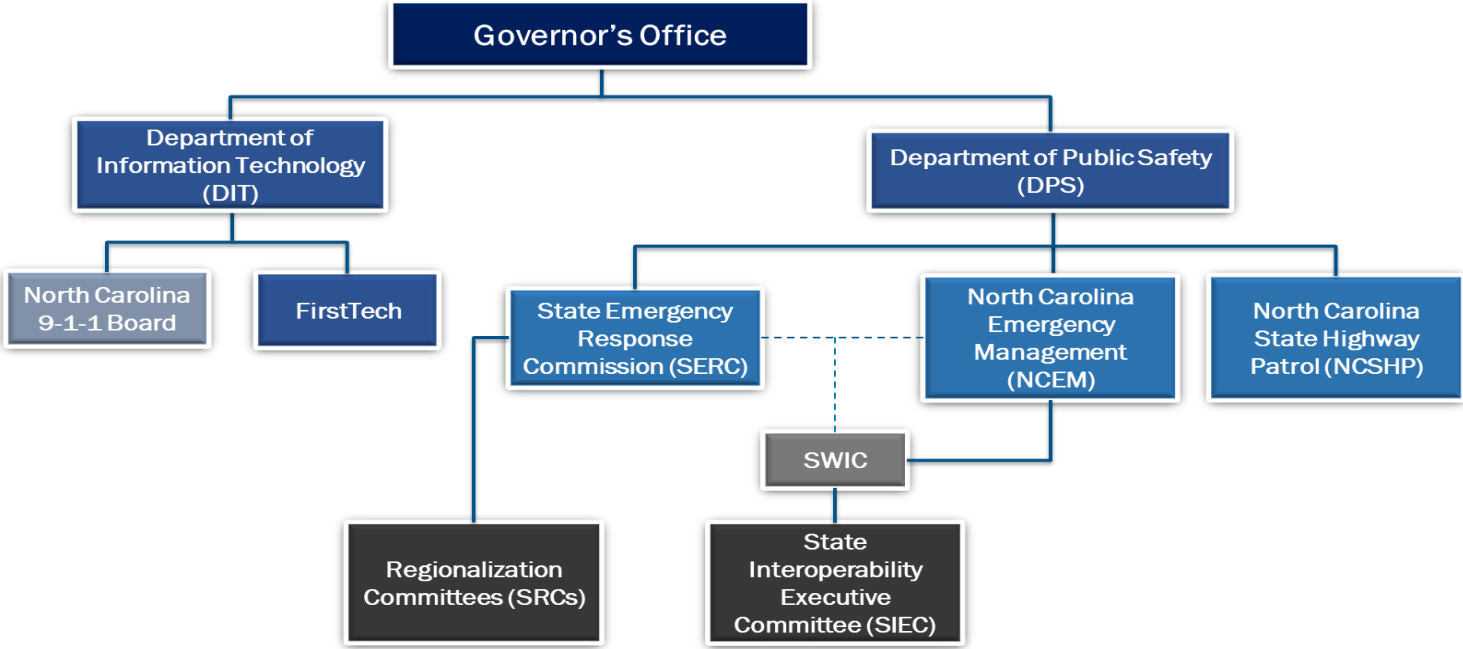 Governor’s Office
Department of
Information Technology
(DIT)
Department of Public Safety
(DPS)
North Carolina
9-1-1 Board
FirstTech
State Emergency
Response
Commission (SERC)
North Carolina
Emergency
Management
(NCEM)
North Carolina
State Highway
Patrol (NCSHP)
SWIC
Regionalization
Committees (SRCs)
State
Interoperability
Executive
Committee (SIEC)